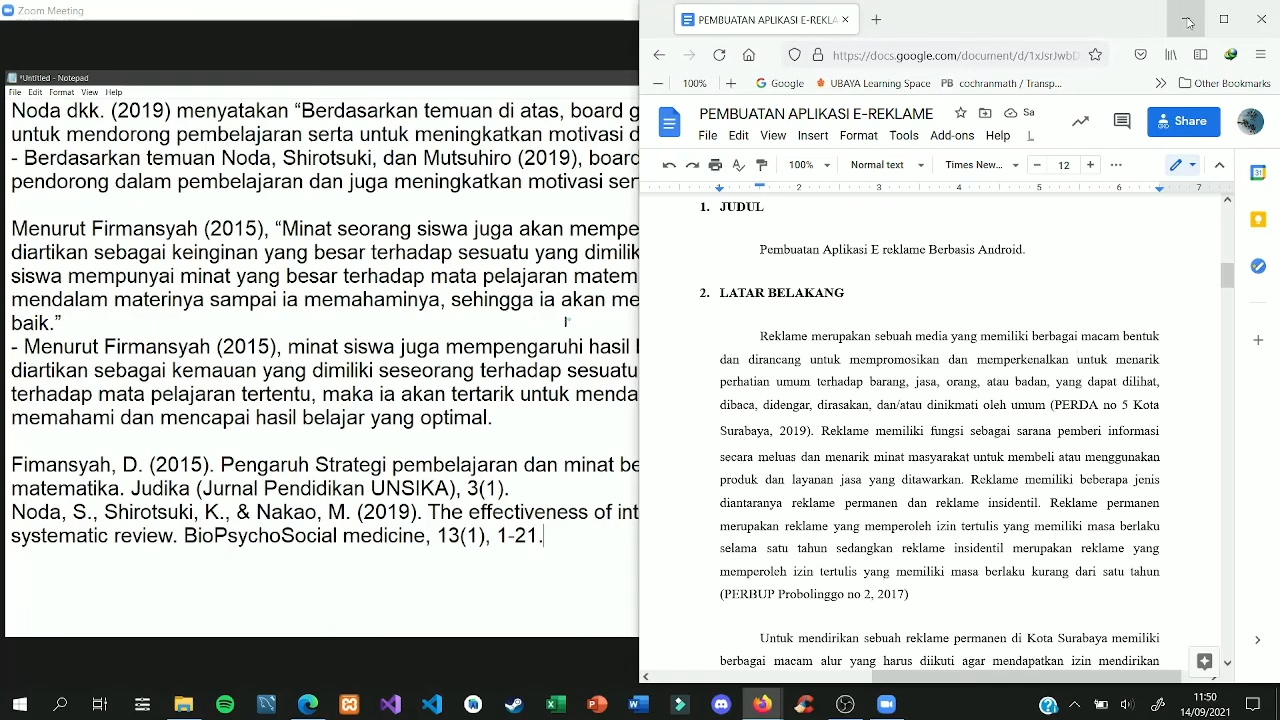 Zoom Meeting
*Untitled - Notepad
File Edit Format View Help
Noda dkk. (2019) menyatakan “Berdasarkan temuan di atas, board g
untuk mendorong pembelajaran serta untuk meningkatkan motivasi d
- Berdasarkan temuan Noda, Shirotsuki, dan Mutsuhiro (2019), board
pendorong dalam pembelajaran dan juga meningkatkan motivasi ser
Menurut Firmansyah (2015), “Minat seorang siswa juga akan mempe
diartikan sebagai keinginan yang besar terhadap sesuatu yang dimilik
siswa mempunyai minat yang besar terhadap mata pelajaran matem
mendalam materinya sampai ia memahaminya, sehingga ia akan me
baik.”
- Menurut Firmansyah (2015), minat siswa juga mempengaruhi hasil b
diartikan sebagai kemauan yang dimiliki seseorang terhadap sesuatu
terhadap mata pelajaran tertentu, maka ia akan tertarik untuk menda
memahami dan mencapai hasil belajar yang optimal.
Fimansyah, D. (2015). Pengaruh Strategi pembelajaran dan minat be
matematika. Judika (Jurnal Pendidikan UNSIKA), 3(1).
Noda, S., Shirotsuki, K., & Nakao, M. (2019). The effectiveness of int
systematic review. BioPsychoSocial medicine, 13(1), 1-21.
PEMBUATAN APLIKASI E-REKLA
https://docs.google.com/document/d/1xJsrJwbD
100% Google UBAYA Learning Space PB cochranmath / Transp... Other Bookmarks
PEMBUATAN APLIKASI E-REKLAME Sa
File Edit View Insert Format Tools Add-ons Help L
Share
100% Normal text Times New... 12
2 3 4 5 6 7
31
1. JUDUL
Pembuatan Aplikasi E reklame Berbasis Android.
2. LATAR BELAKANG
Reklame merupakan sebuah media yang memiliki berbagai macam bentuk
dan dirancang untuk mempromosikan dan memperkenalkan untuk menarik
perhatian umum terhadap barang, jasa, orang, atau badan, yang dapat dilihat,
dibaca, didengar, dirasakan, dan/atau dinikmati oleh umum (PERDA no 5 Kota
Surabaya, 2019). Reklame memiliki fungsi sebagai sarana pemberi informasi
secara meluas dan menarik minat masyarakat untuk membeli atau menggunakan
produk dan layanan jasa yang ditawarkan. Reklame memiliki beberapa jenis
diantaranya reklame permanen dan reklame insidentil. Reklame permanen
merupakan reklame yang memperoleh izin tertulis yang memiliki masa berlaku
selama satu tahun sedangkan reklame insidentil merupakan reklame yang
memperoleh izin tertulis yang memiliki masa berlaku kurang dari satu tahun
(PERBUP Probolinggo no 2, 2017)
Untuk mendirikan sebuah reklame permanen di Kota Surabaya memiliki
berbagai macam alur yang harus diikuti agar mendapatkan izin mendirikan
11:50
14/09/2021